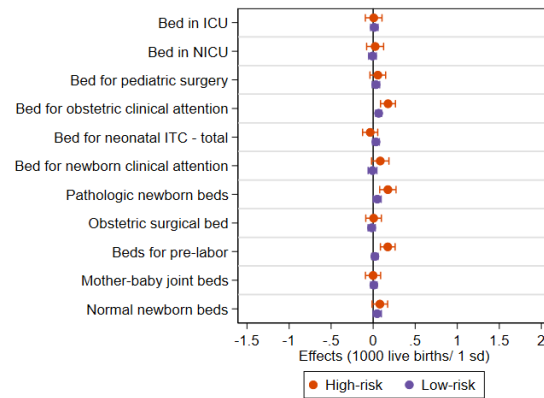 Bed in ICU
Bed in NICU
Bed for pediatric surgery
Bed for obstetric clinical attention
Bed for neonatal ITC - total
Bed for newborn clinical attention
Pathologic newborn beds
Obstetric surgical bed
Beds for pre-labor
Mother-baby joint beds
Normal newborn beds
-1.5 -1 -.5 0 .5 1 1.5 2
Effects (1000 live births/ 1 sd)
High-risk Low-risk